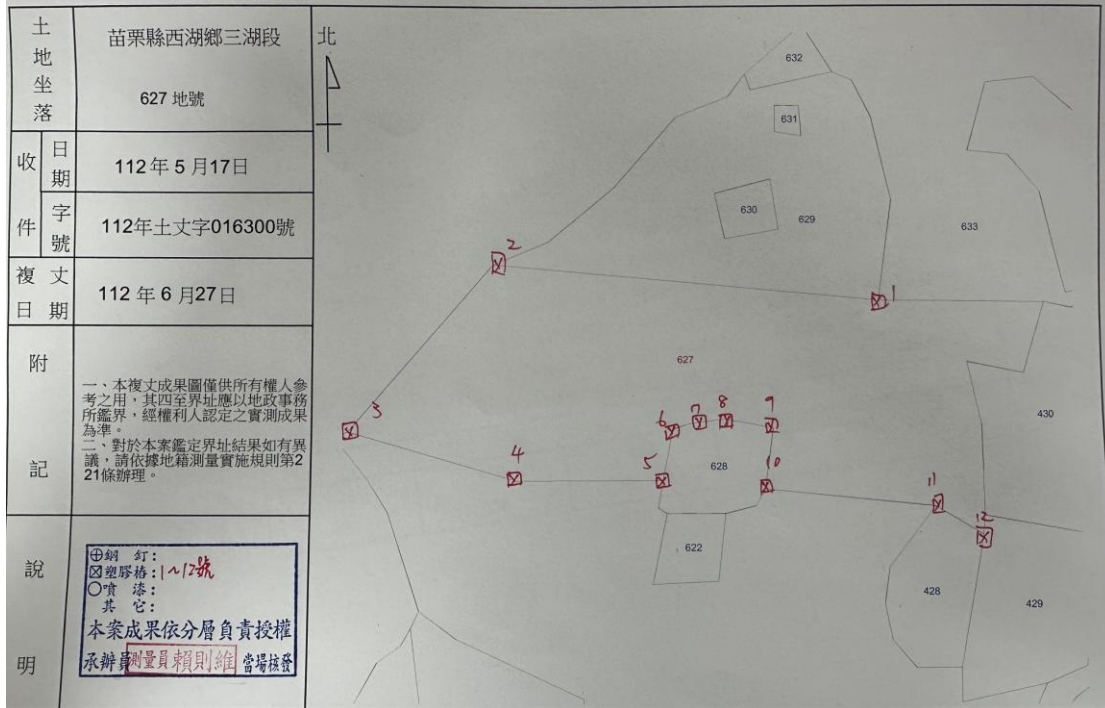 土地坐落
苗栗縣西湖鄉三湖段
627 地號
收件
日期
112 年 5 月17日
字號
112年土丈字016300號
複丈日期
112 年 6 月27日
附記
一、本複丈成果圖僅供所有權人參
考之用，其四至界址應以地政事務
所鑑界，經權利人認定之實測成果
為準。
二、對於本案鑑定界址結果如有異
議，請依據地籍測量實施規則第2
21條辦理。
說明
鋼 釘：
塑膠樁：1～12號
噴 漆：
其 它：
本案成果依分層負責授權
承辦員測量員賴則維 當場核發
北
632
631
630
629
633
2
1
627
3
430
6
7
8
9
4
5
628
10
11
12
622
428
429